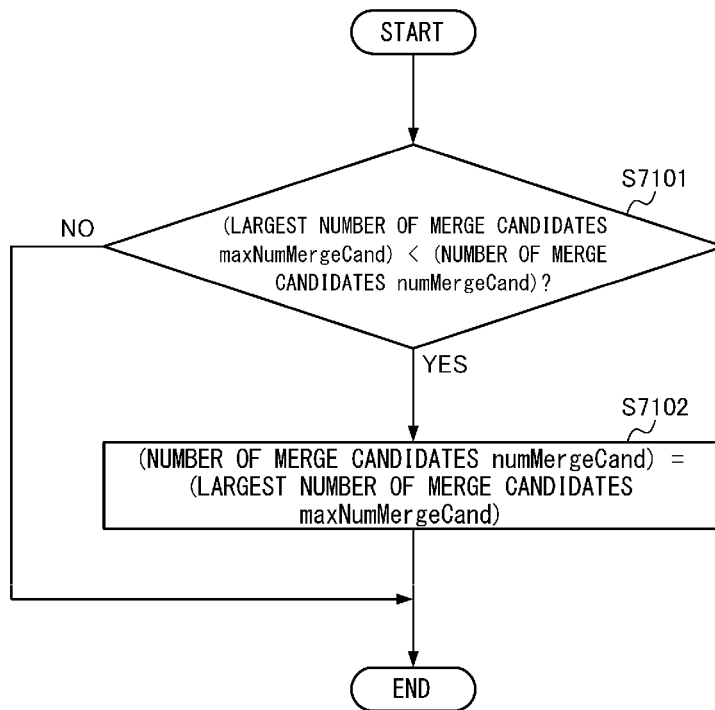 START
S7101
NO
(LARGEST NUMBER OF MERGE CANDIDATES
maxNumMergeCand) < (NUMBER OF MERGE
CANDIDATES numMergeCand)?
YES
S7102
(NUMBER OF MERGE CANDIDATES numMergeCand) =
(LARGEST NUMBER OF MERGE CANDIDATES
maxNumMergeCand)
END